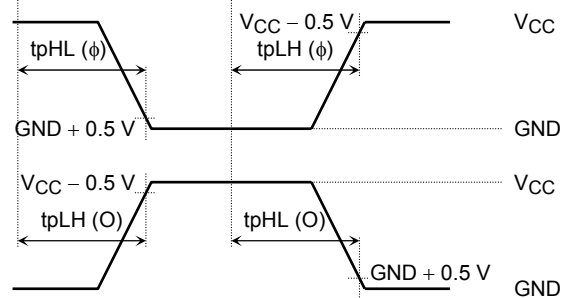 VCC – 0.5 V VCC
tpHL (ϕ) tpLH (ϕ)
GND + 0.5 V GND
VCC – 0.5 V VCC
tpLH (O) tpHL (O)
GND + 0.5 V
GND